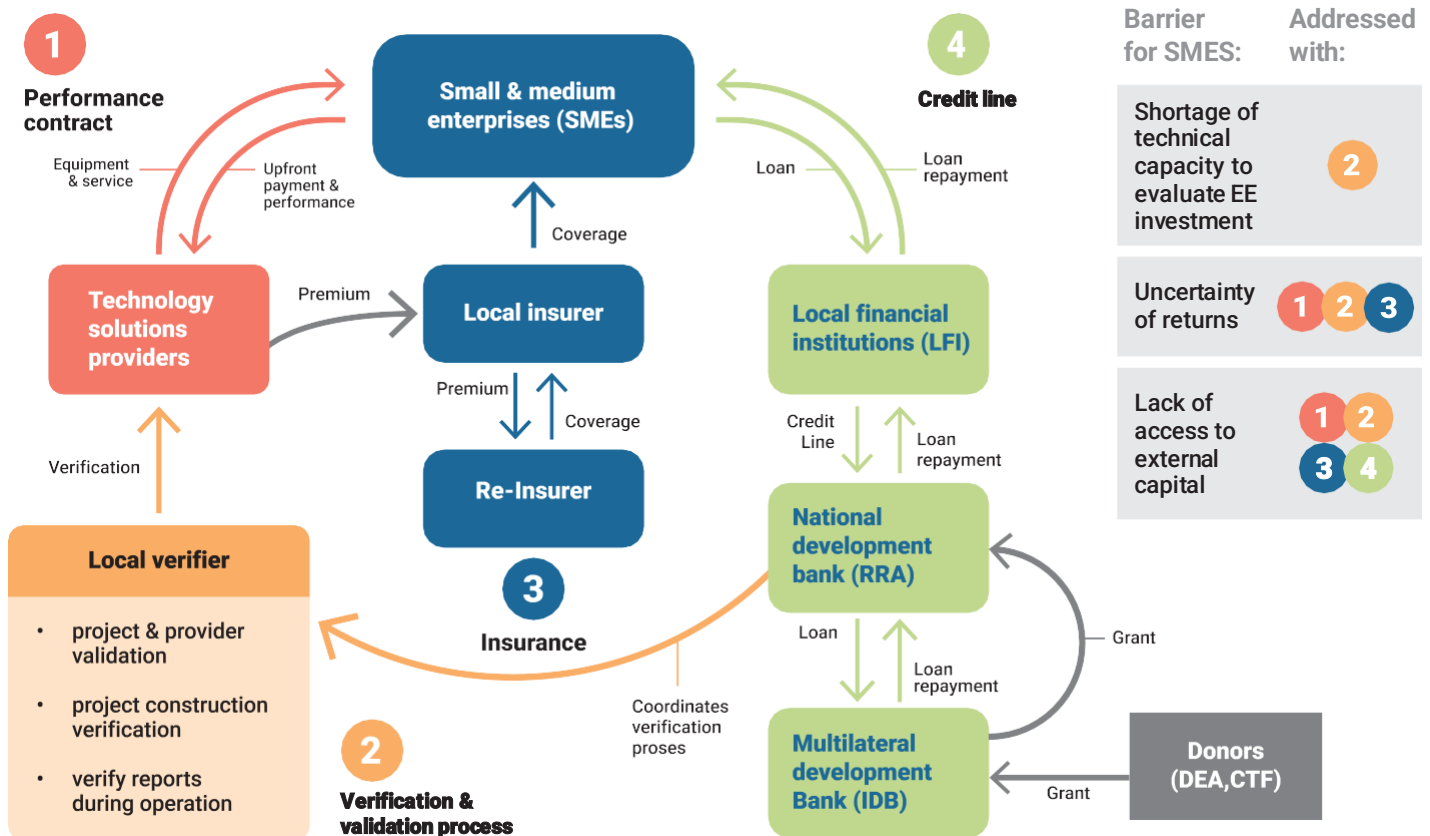 1
Performance
contract
Small & medium
enterprises (SMEs)
4
Credit line
Equipment
& service
Upfront
payment &
performance
Loan
Loan
repayment
Coverage
Technology
solutions
providers
Premium
Local insurer
Local financial
institutions (LFI)
Premium
Coverage
Credit
Line
Loan
repayment
Verification
Re-Insurer
3
Insurance
National
development
bank (RRA)
Local verifier
• project & provider
validation
• project construction
verification
• verify reports
during operation
2
Verification &
validation process
Coordinates
verification
proses
Loan
Loan
repayment
Grant
Multilateral
development
Bank (IDB)
Grant
Donors
(DEA,CTF)
Barrier
for SMES:
Addressed
with:
Shortage of
technical
capacity to
evaluate EE
investment
2
Uncertainty
of returns
1 2 3
Lack of
access to
external
capital
1 2
3 4